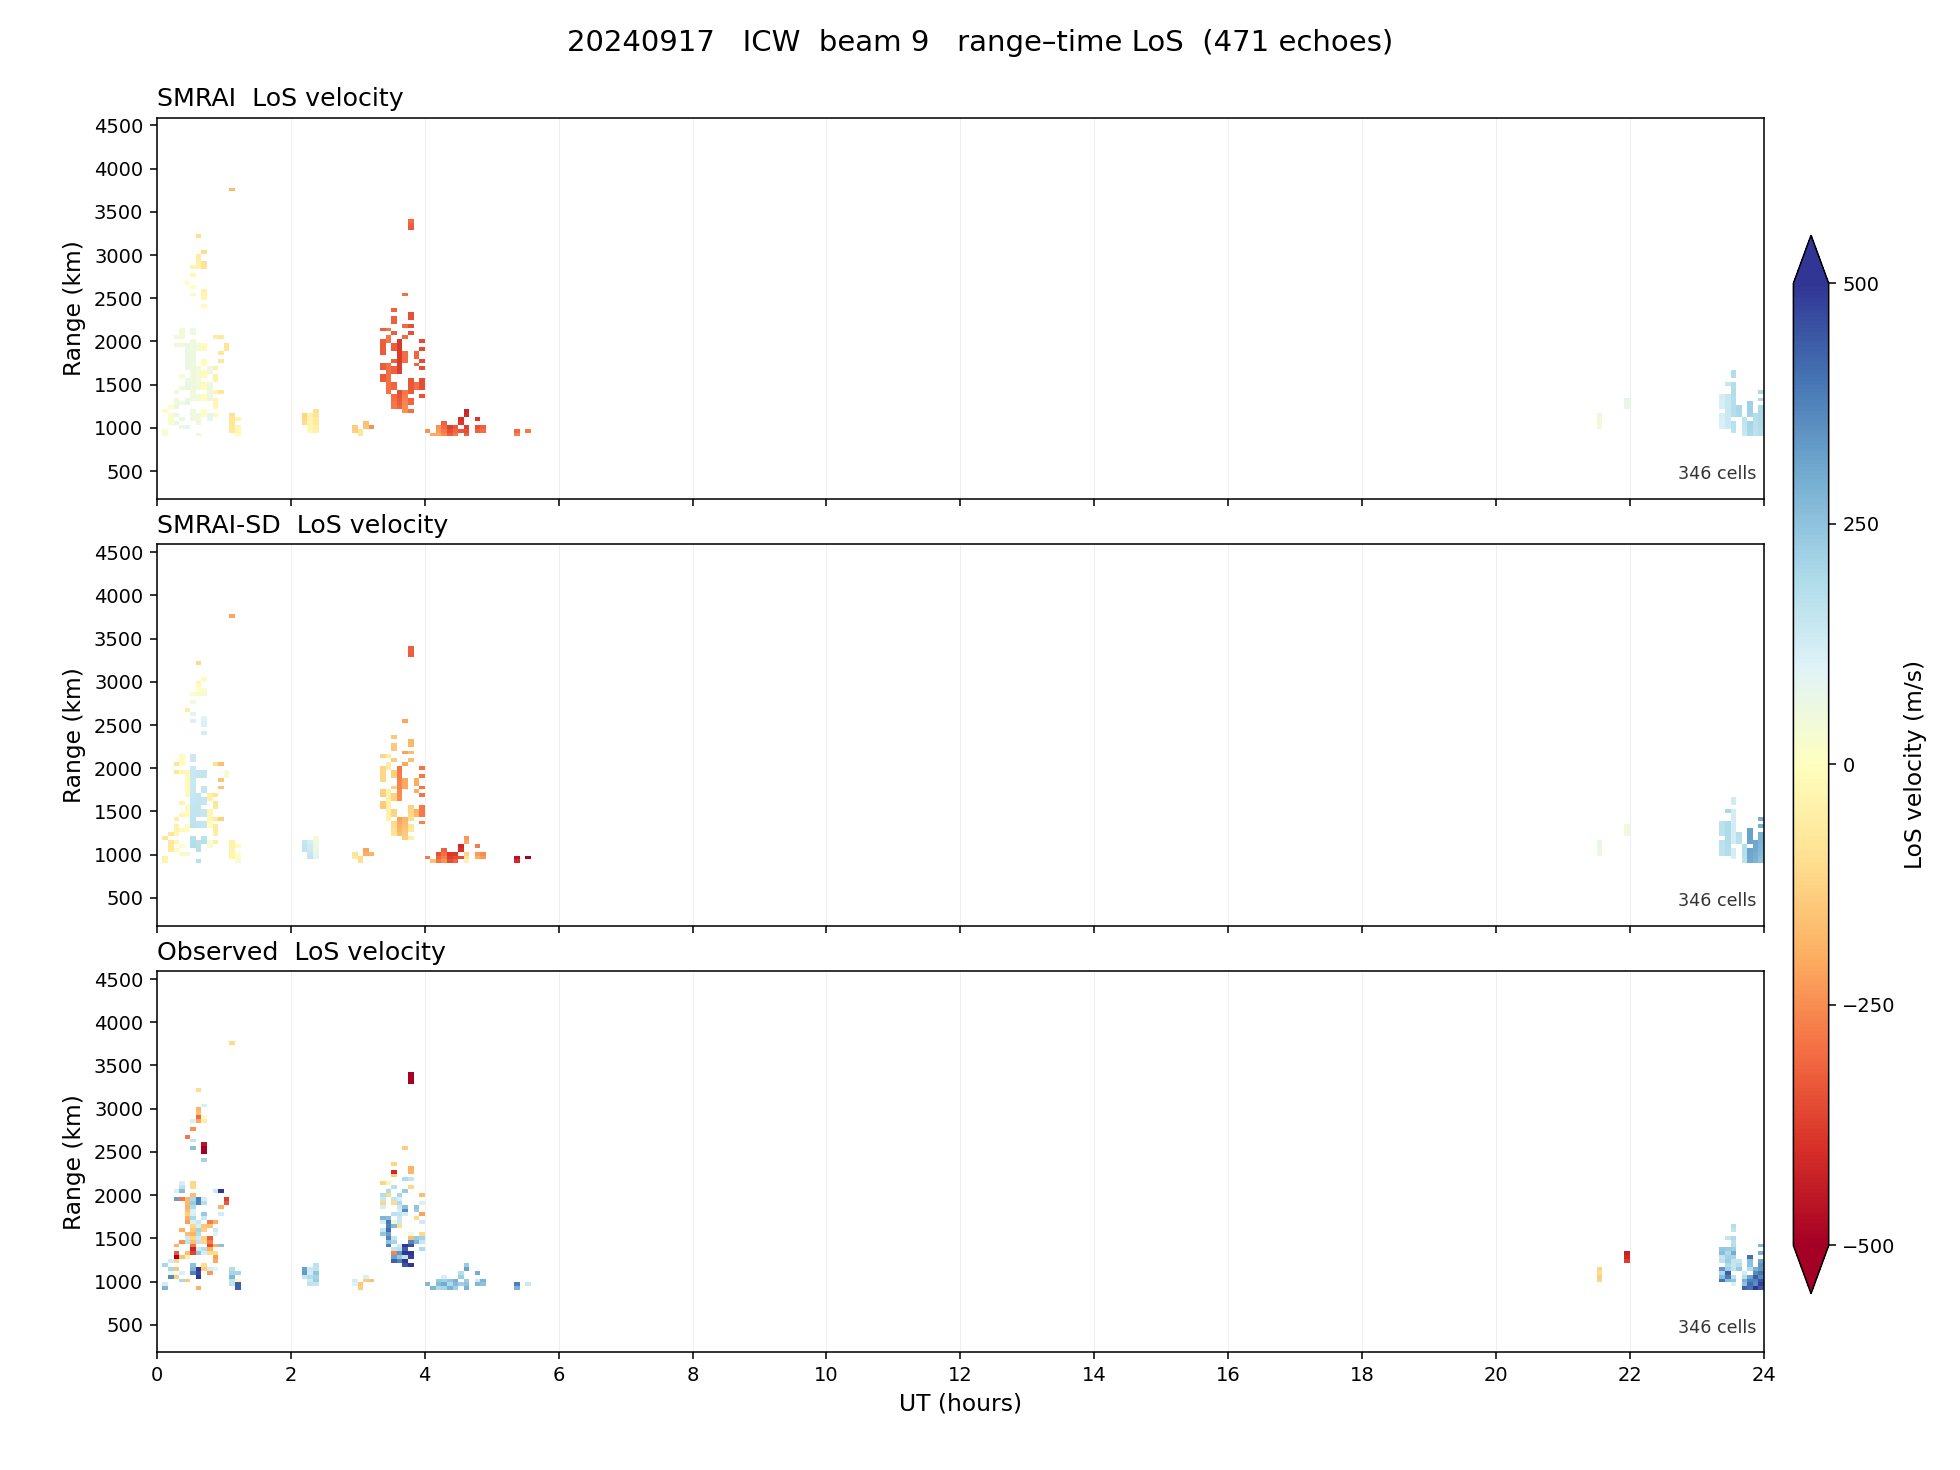 20240917   ICW  beam 9   range–time LoS  (471 echoes)
SMRAI  LoS velocity
4500
4000
3500
3000
2500
2000
1500
1000
500
Range (km)
346 cells
SMRAI-SD  LoS velocity
4500
4000
3500
3000
2500
2000
1500
1000
500
Range (km)
346 cells
Observed  LoS velocity
4500
4000
3500
3000
2500
2000
1500
1000
500
Range (km)
346 cells
0 2 4 6 8 10 12 14 16 18 20 22 24
UT (hours)
500
250
0
−250
−500
LoS velocity (m/s)